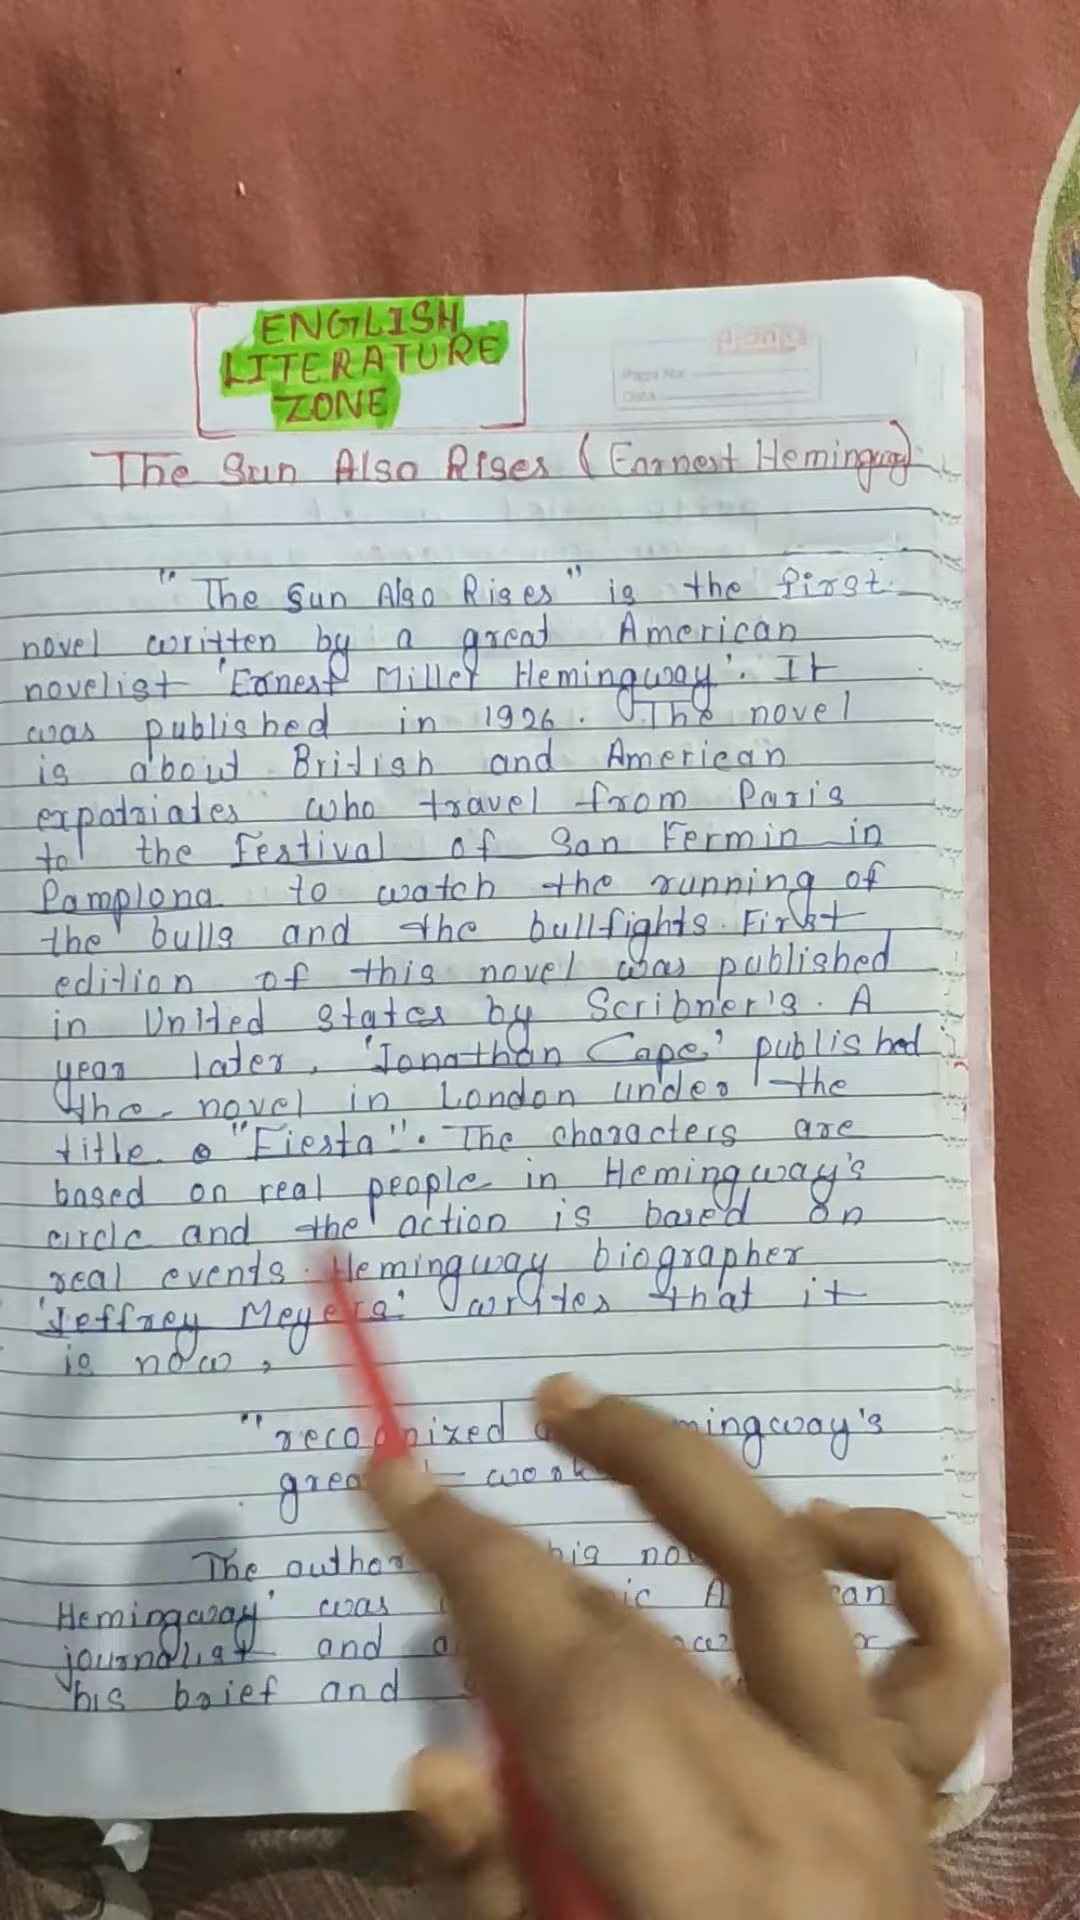 ENGLISH
LITERATURE
ZONE
Page No.
Date
The Sun Also Rises (Earnest Hemingway)
"The Sun Also Rises" is the first
novel written by a great American
novelist 'Earnest Miller Hemingway'. It
was published in 1926. The novel
is about British and American
expatriates who travel from Paris
to the Festival of San Fermin in
Pamplona to watch the running of
the bulls and the bullfights. First
edition of this novel was published
in United States by Scribner's. A
year later, 'Jonathan Cape' published
the novel in London under the
title "Fiesta". The characters are
based on real people in Hemingway's
circle and the action is based on
real events. Hemingway biographer
'Jeffrey Meyers' writes that it
is now,
"recognized mingway's
work
The author
Hemingway' was
journalist and
his brief and